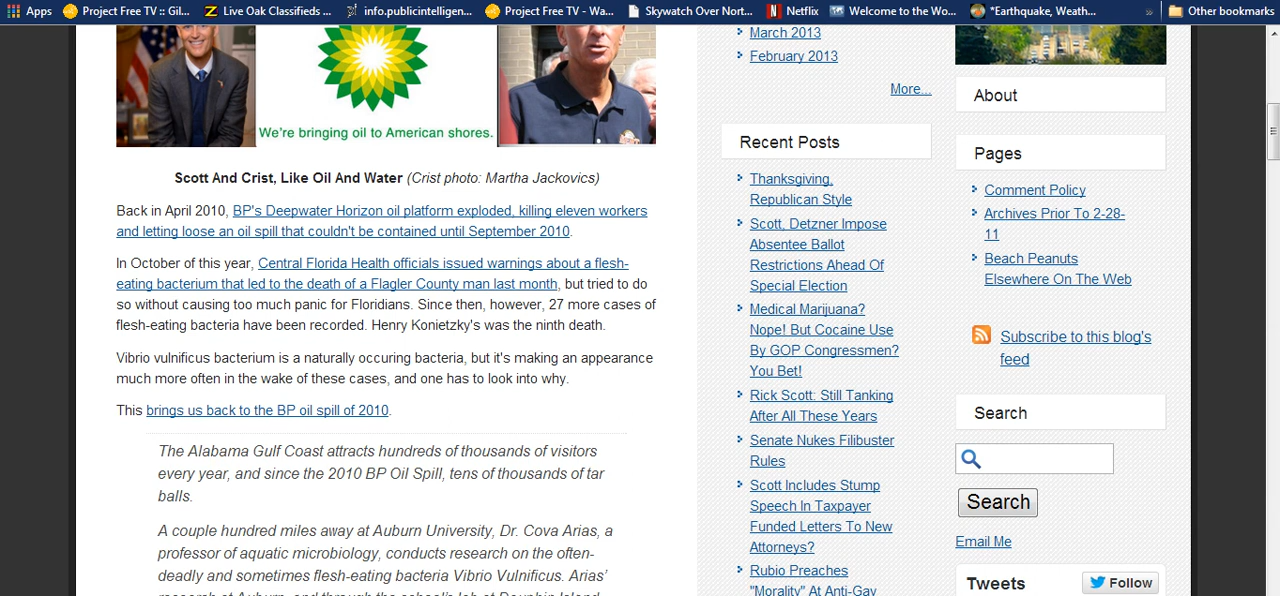 Apps
Project Free TV :: Gil...
Live Oak Classifieds ...
info.publicintelligen...
Project Free TV - Wa...
Skywatch Over Nort...
Netflix
Welcome to the Wo...
*Earthquake, Weath...
»
Other bookmarks
We're bringing oil to American shores.
Scott And Crist, Like Oil And Water (Crist photo: Martha Jackovics)
Back in April 2010, BP's Deepwater Horizon oil platform exploded, killing eleven workers
and letting loose an oil spill that couldn't be contained until September 2010.
In October of this year, Central Florida Health officials issued warnings about a flesh-
eating bacterium that led to the death of a Flagler County man last month, but tried to do
so without causing too much panic for Floridians. Since then, however, 27 more cases of
flesh-eating bacteria have been recorded. Henry Konietzky's was the ninth death.
Vibrio vulnificus bacterium is a naturally occuring bacteria, but it's making an appearance
much more often in the wake of these cases, and one has to look into why.
This brings us back to the BP oil spill of 2010.
The Alabama Gulf Coast attracts hundreds of thousands of visitors
every year, and since the 2010 BP Oil Spill, tens of thousands of tar
balls.
A couple hundred miles away at Auburn University, Dr. Cova Arias, a
professor of aquatic microbiology, conducts research on the often-
deadly and sometimes flesh-eating bacteria Vibrio Vulnificus. Arias'
research at Auburn, and through the school's lab at Dauphin Island
March 2013
February 2013
More...
Recent Posts
Thanksgiving,
Republican Style
Scott, Detzner Impose
Absentee Ballot
Restrictions Ahead Of
Special Election
Medical Marijuana?
Nope! But Cocaine Use
By GOP Congressmen?
You Bet!
Rick Scott: Still Tanking
After All These Years
Senate Nukes Filibuster
Rules
Scott Includes Stump
Speech In Taxpayer
Funded Letters To New
Attorneys?
Rubio Preaches
"Morality" At Anti-Gay
About
Pages
Comment Policy
Archives Prior To 2-28-
11
Beach Peanuts
Elsewhere On The Web
Subscribe to this blog's
feed
Search
Search
Email Me
Tweets
Follow